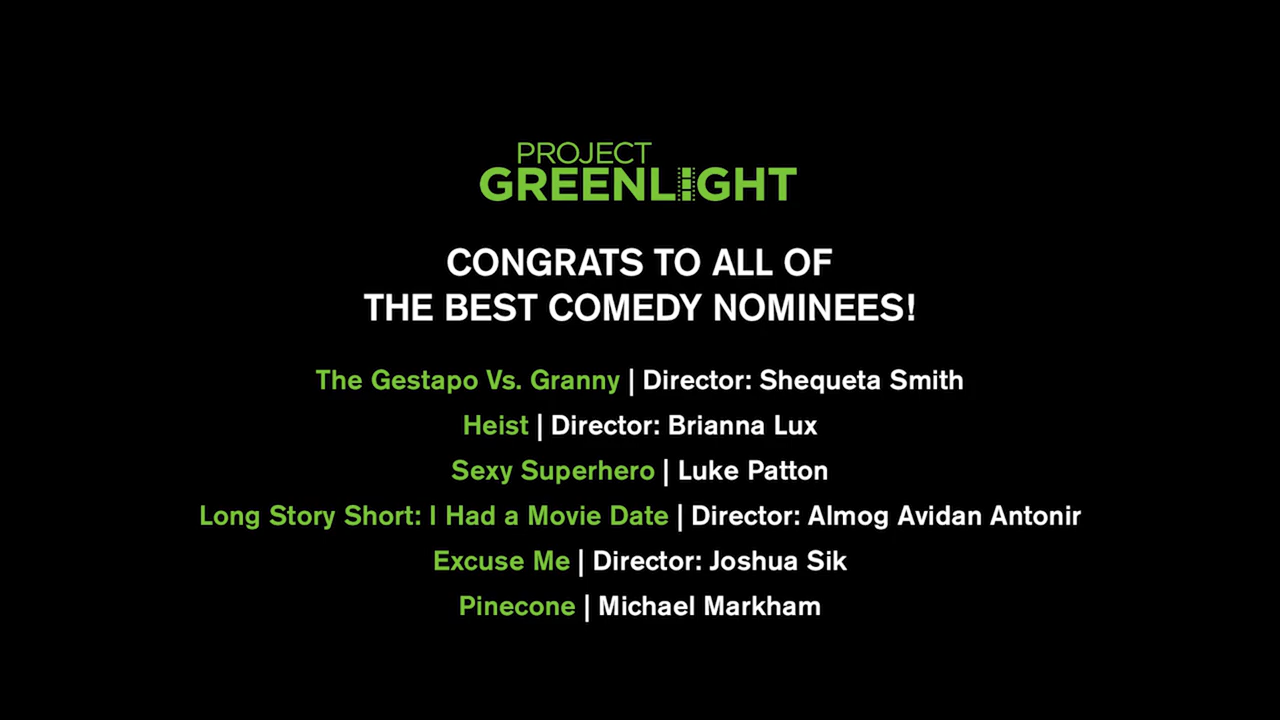 PROJECT
GREENLIGHT
CONGRATS TO ALL OF
THE BEST COMEDY NOMINEES!
The Gestapo Vs. Granny | Director: Shequeta Smith
Heist | Director: Brianna Lux
Sexy Superhero | Luke Patton
Long Story Short: I Had a Movie Date | Director: Almog Avidan Antonir
Excuse Me | Director: Joshua Sik
Pinecone | Michael Markham